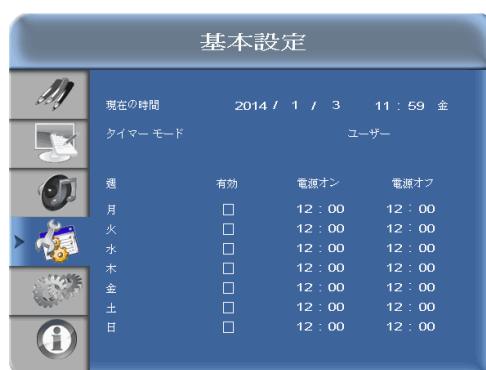 基本設定
現在の時間 2014 / 1 / 3 11 : 59 金
タイマー モード ユーザー
週 有効 電源オン 電源オフ
月 12 : 00 12 : 00
火 12 : 00 12 : 00
水 12 : 00 12 : 00
木 12 : 00 12 : 00
金 12 : 00 12 : 00
土 12 : 00 12 : 00
日 12 : 00 12 : 00